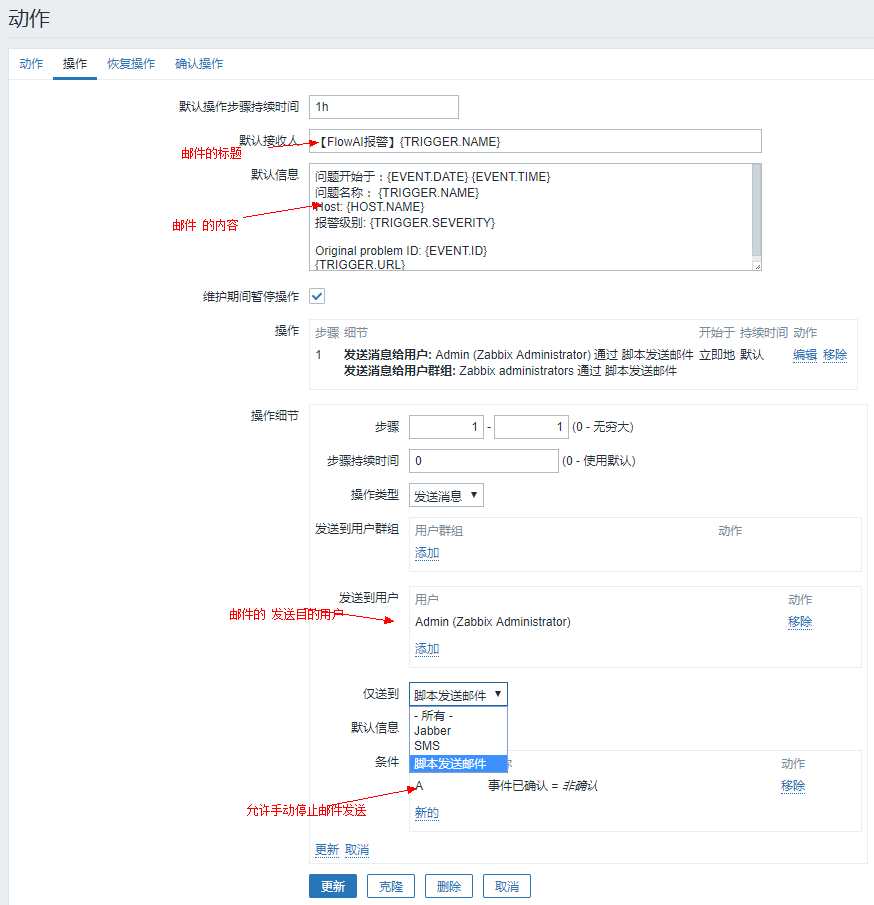 动作
动作 操作 恢复操作 确认操作
默认操作步骤持续时间 1h
默认接收人 【FlowAI报警】{TRIGGER.NAME}
邮件的标题
默认信息 问题开始于：{EVENT.DATE} {EVENT.TIME}
问题名称： {TRIGGER.NAME}
Host: {HOST.NAME}
邮件 的内容
报警级别: {TRIGGER.SEVERITY}
Original problem ID: {EVENT.ID}
{TRIGGER.URL}
维护期间暂停操作
操作 步骤 细节 开始于 持续时间 动作
1 发送消息给用户: Admin (Zabbix Administrator) 通过 脚本发送邮件 立即地 默认 编辑 移除
发送消息给用户群组: Zabbix administrators 通过 脚本发送邮件
操作细节
步骤 1 - 1 (0 - 无穷大)
步骤持续时间 0 (0 - 使用默认)
操作类型 发送消息
发送到用户群组 用户群组 动作
添加
发送到用户 用户 动作
邮件的 发送目的用户
Admin (Zabbix Administrator) 移除
添加
仅送到 脚本发送邮件
- 所有 -
默认信息 Jabber
SMS
条件 脚本发送邮件 动作
A 事件已确认 = 非确认 移除
允许手动停止邮件发送
新的
更新 取消
更新 克隆 删除 取消